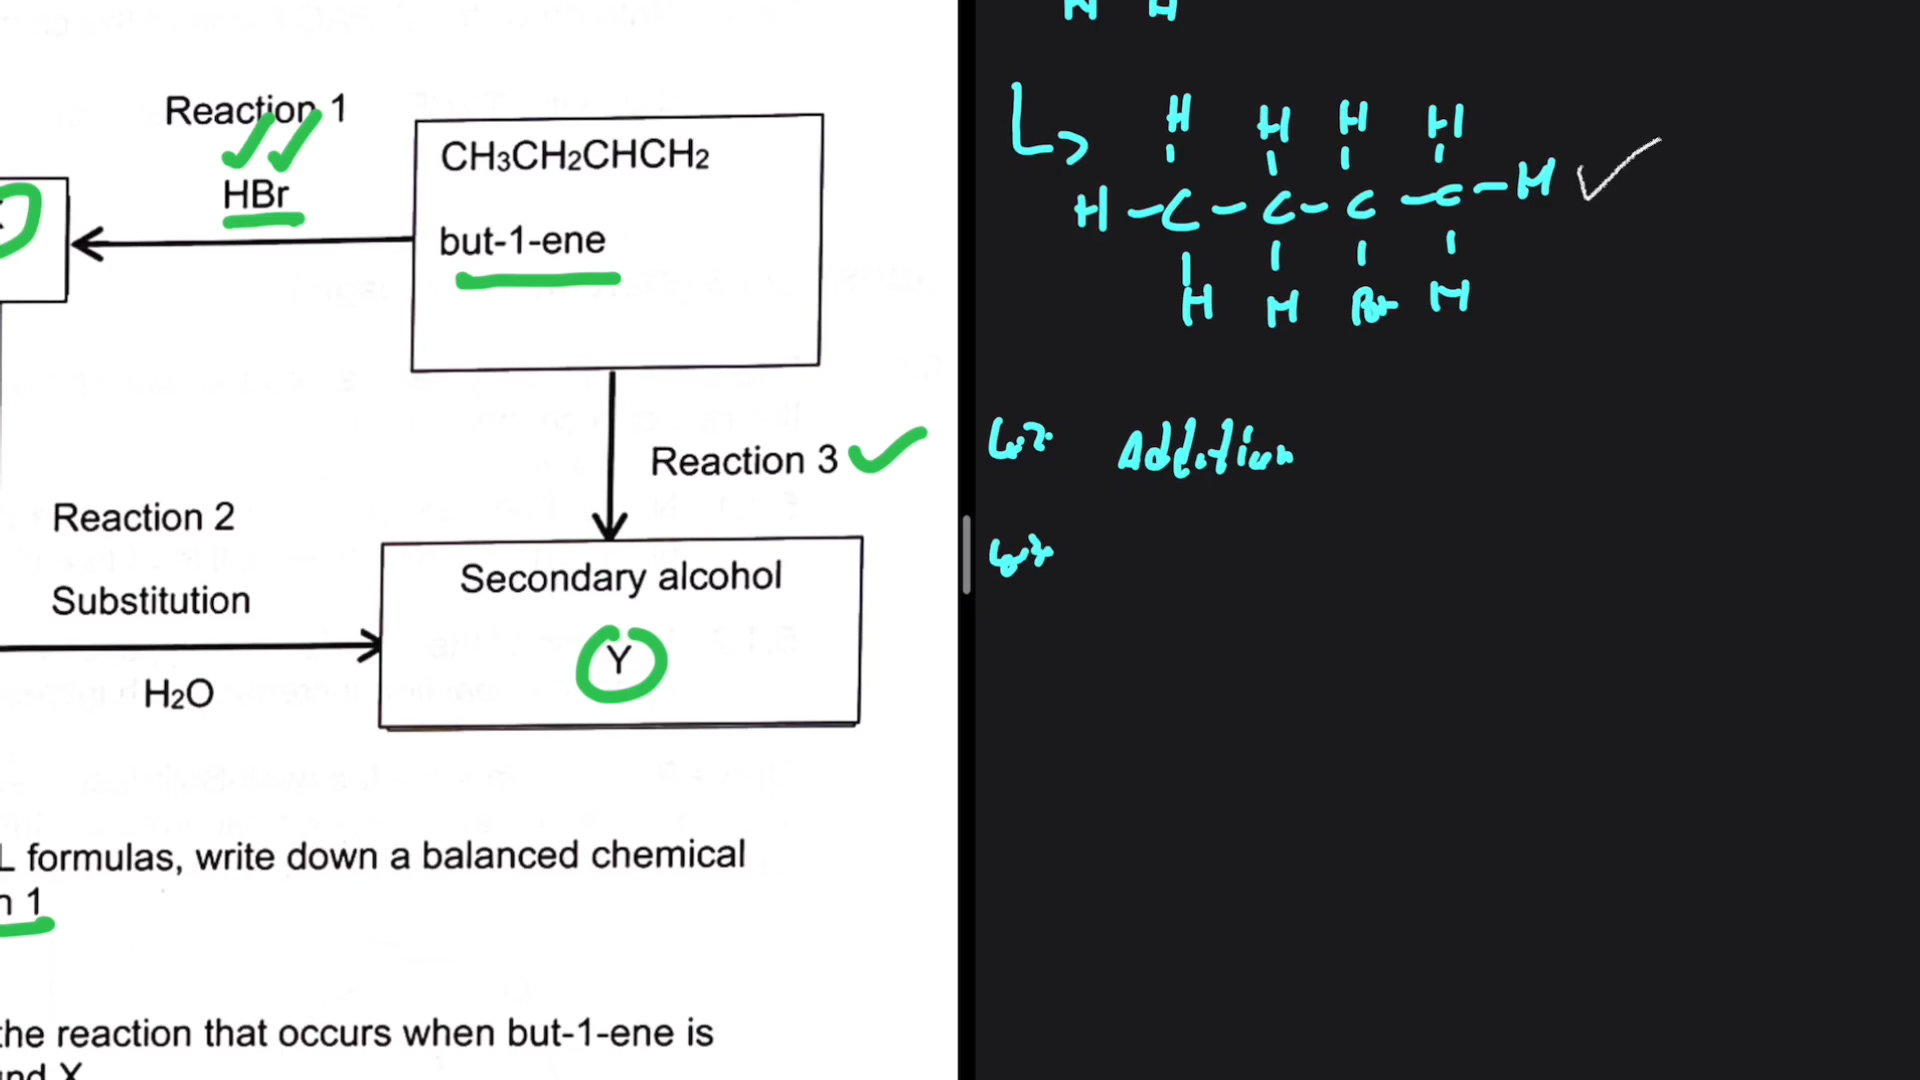 Reaction 1
HBr
CH3CH2CHCH2
but-1-ene
Reaction 3
Reaction 2
Substitution
H2O
Secondary alcohol
Y
L formulas, write down a balanced chemical
n 1
the reaction that occurs when but-1-ene is
und X
H H
H H H H
H-C-C-C-C-H
H H Br H
Addition